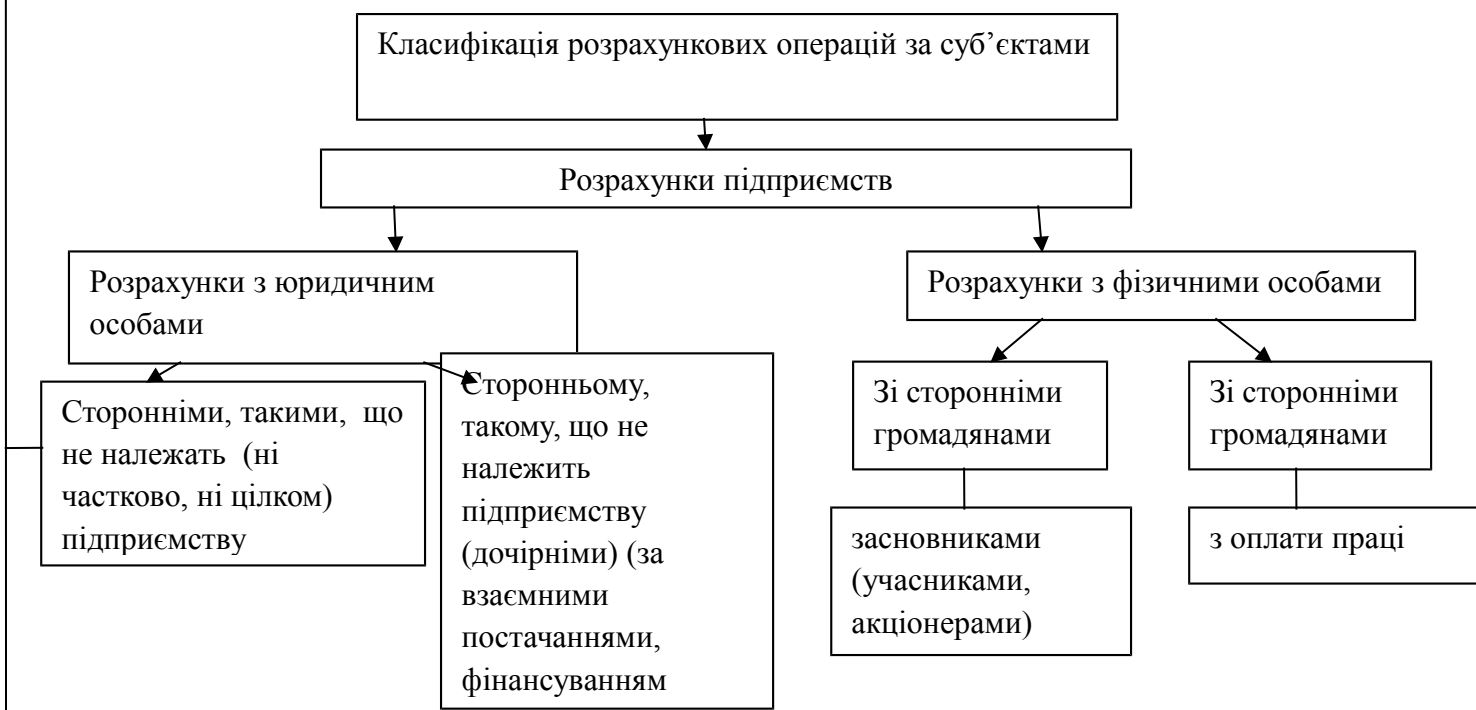 Класифікація розрахункових операцій за суб’єктами
Розрахунки підприємств
Розрахунки з юридичним
особами
Розрахунки з фізичними особами
Сторонніми, такими, що
не належать (ні
частково, ні цілком)
підприємству
Сторонньому,
такому, що не
належить
підприємству
(дочірніми) (за
взаємними
постачаннями,
фінансуванням
Зі сторонніми
громадянами
Зі сторонніми
громадянами
засновниками
(учасниками,
акціонерами)
з оплати праці